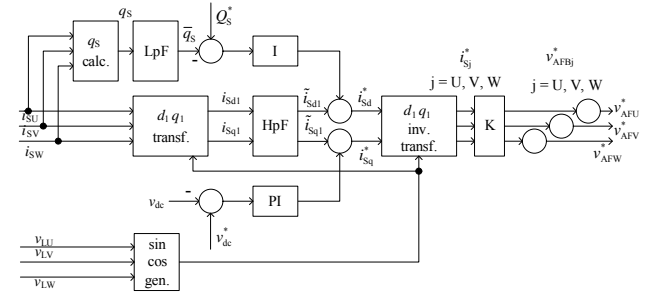 q_S
Q_S^*
q_S
calc.
LpF
q̅_S
-
I
i_Sj^*
j = U, V, W
v_AFBj^*
j = U, V, W
i_SU
i_SV
i_SW
d_1 q_1
transf.
i_Sd1
i_Sq1
HpF
ĩ_Sd1
ĩ_Sq1
i_Sd^*
i_Sq^*
d_1 q_1
inv.
transf.
K
v_AFU^*
v_AFV^*
v_AFW^*
v_dc
-
PI
v_dc^*
v_LU
v_LV
v_LW
sin
cos
gen.